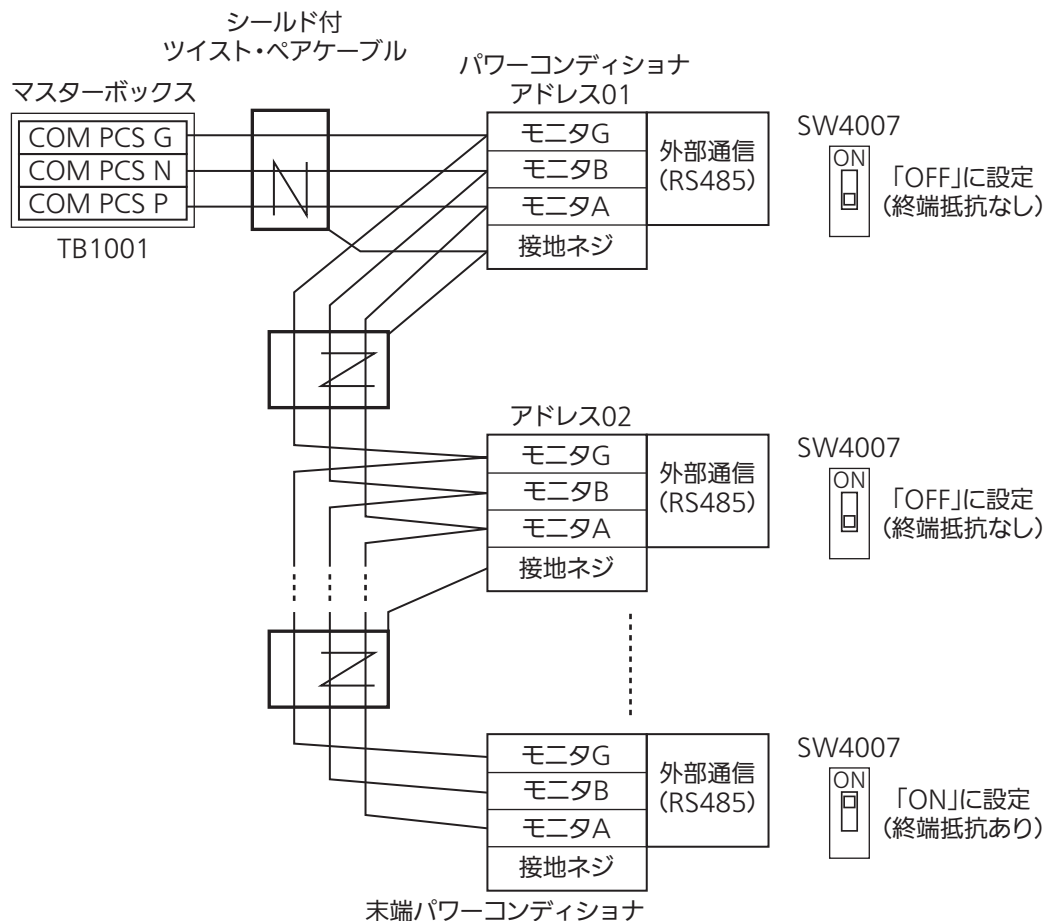 シールド付
ツイスト・ペアケーブル
マスターボックス
COM PCS G
COM PCS N
COM PCS P
TB1001
パワーコンディショナ
アドレス01
モニタG
モニタB
モニタA
接地ネジ
外部通信
(RS485)
SW4007
ON
「OFF」に設定
(終端抵抗なし)
アドレス02
モニタG
モニタB
モニタA
接地ネジ
外部通信
(RS485)
SW4007
ON
「OFF」に設定
(終端抵抗なし)
モニタG
モニタB
モニタA
接地ネジ
外部通信
(RS485)
SW4007
ON
「ON」に設定
(終端抵抗あり)
末端パワーコンディショナ